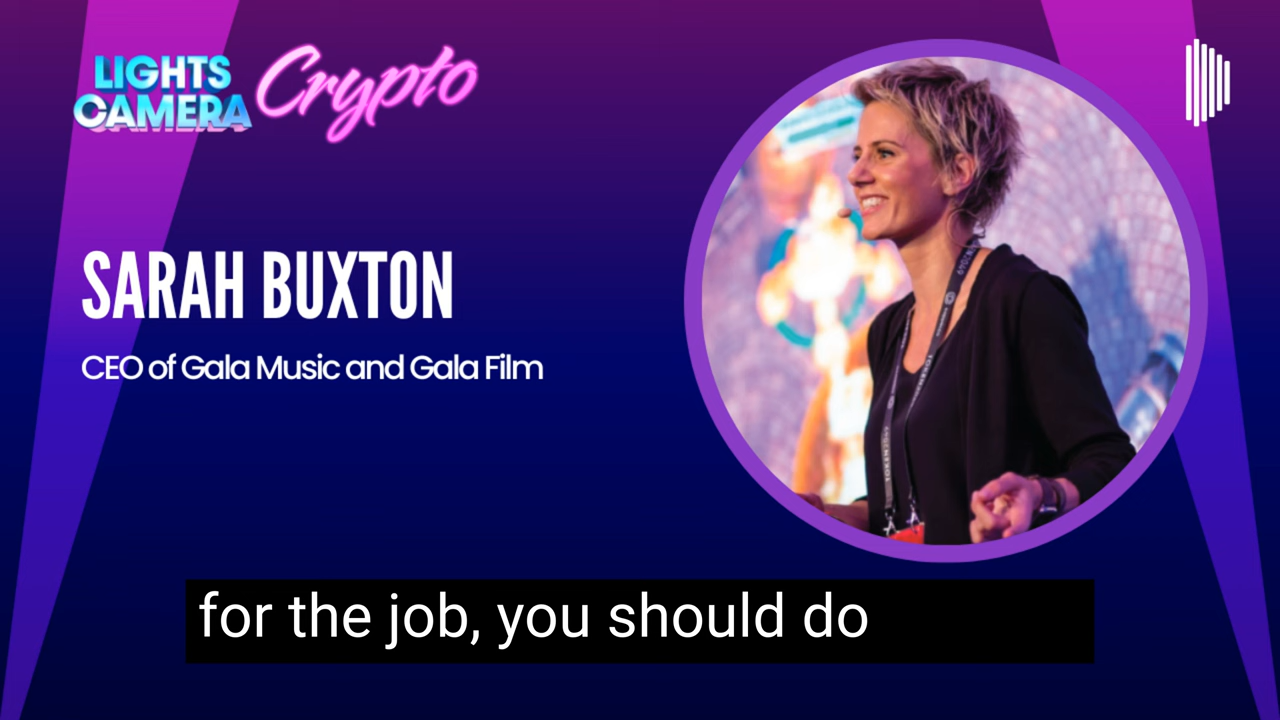 LIGHTS
CAMERA
Crypto
SARAH BUXTON
CEO of Gala Music and Gala Film
for the job, you should do